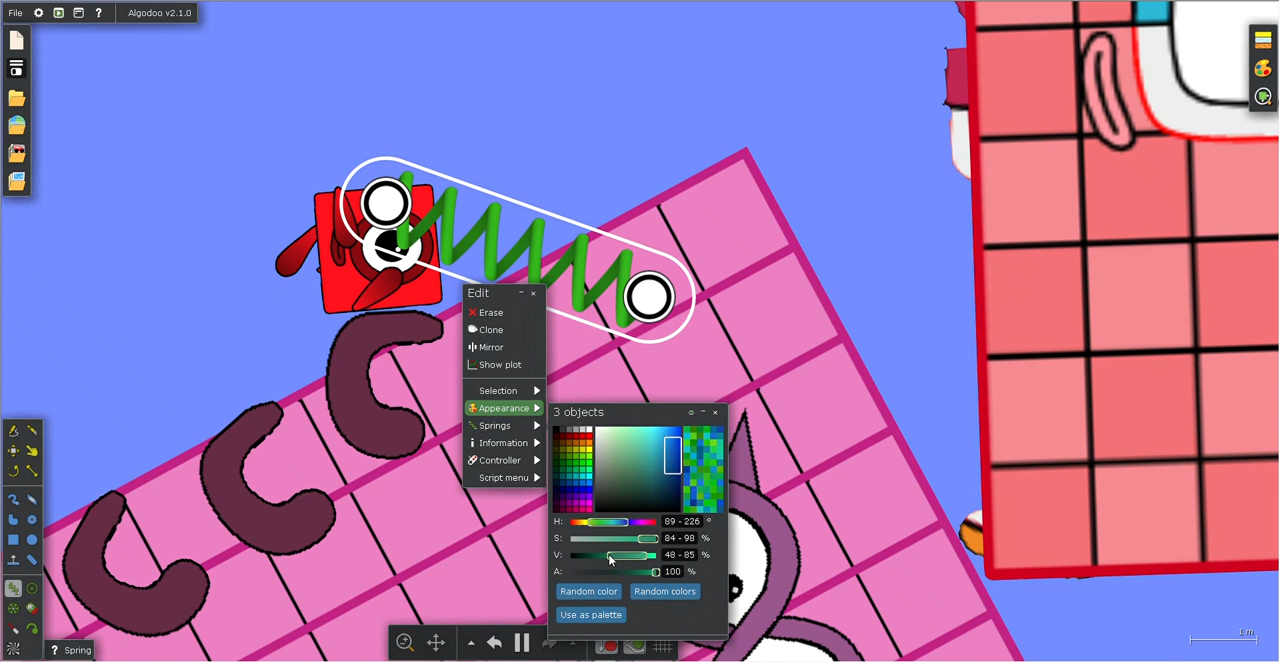 File ? Algodoo v2.1.0
Edit
Erase
Clone
Mirror
Show plot
Selection
Appearance
Springs
Information
Controller
Script menu
3 objects
H: 89 - 226 °
S: 84 - 98 %
V: 48 - 85 %
A: 100 %
Random color Random colors
Use as palette
? Spring
1 m